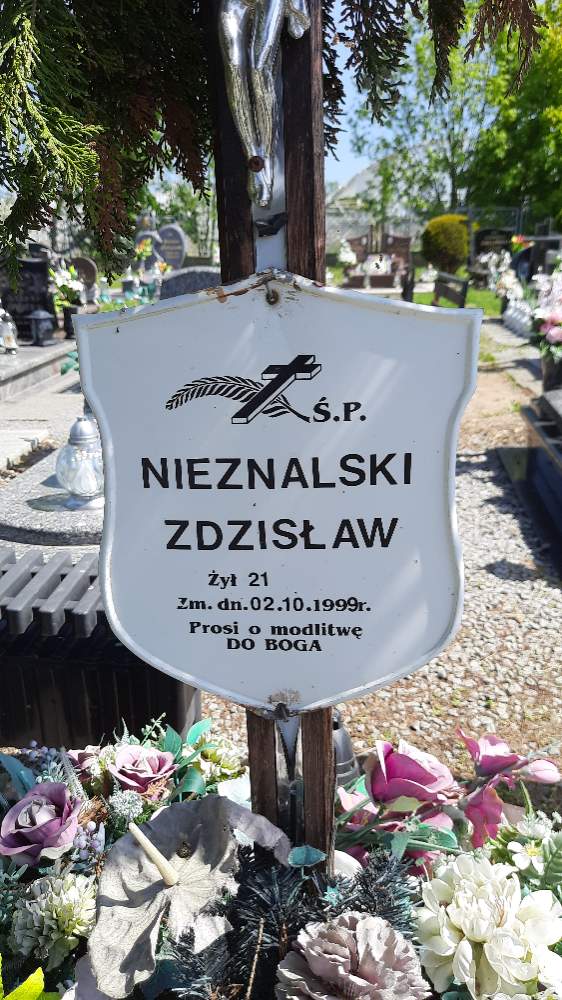 Ś.P.
NIEZNALSKI
ZDZISŁAW
Żył 21
Zm. dn. 02.10.1999r.
Prosi o modlitwę
DO BOGA